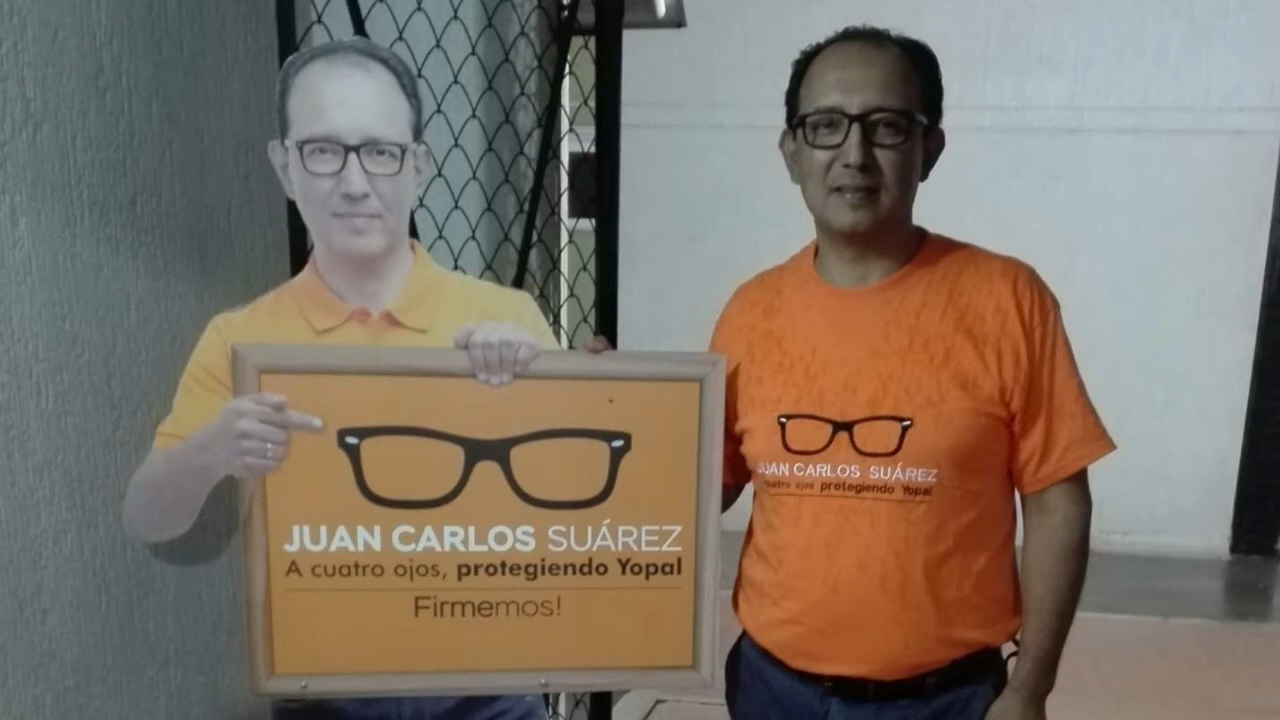 JUAN CARLOS SUÁREZ
A cuatro ojos, protegiendo Yopal
Firmemos!
JUAN CARLOS SUÁREZ
A cuatro ojos protegiendo Yopal